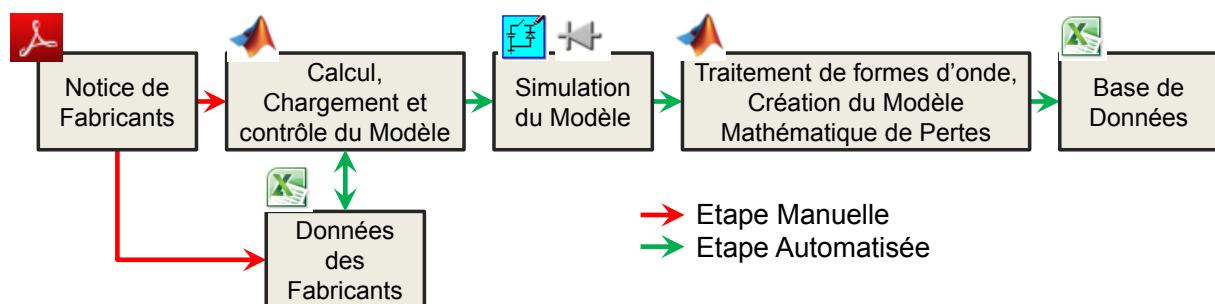 Notice de
Fabricants
Calcul,
Chargement et
contrôle du Modèle
Simulation
du Modèle
Traitement de formes d'onde,
Création du Modèle
Mathématique de Pertes
Base de
Données
Données
des
Fabricants
Etape Manuelle
Etape Automatisée